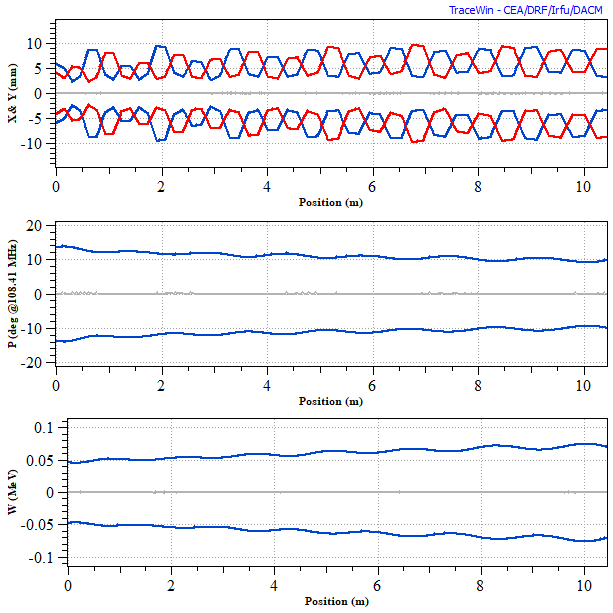 TraceWin - CEA/DRF/Irfu/DACM
X & Y (mm)
10
5
0
-5
-10
0 2 4 6 8 10
Position (m)
P (deg @108.41 MHz)
20
10
0
-10
-20
0 2 4 6 8 10
Position (m)
W (MeV)
0.1
0.05
0
-0.05
-0.1
0 2 4 6 8 10
Position (m)